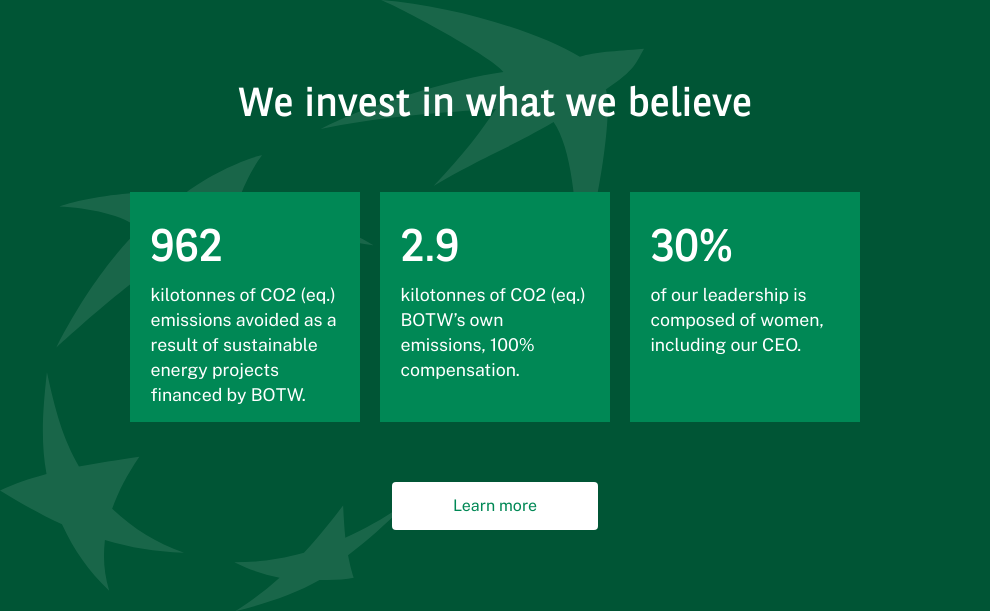 We invest in what we believe
962
kilotonnes of CO2 (eq.)
emissions avoided as a
result of sustainable
energy projects
financed by BOTW.
2.9
kilotonnes of CO2 (eq.)
BOTW’s own
emissions, 100%
compensation.
30%
of our leadership is
composed of women,
including our CEO.
Learn more